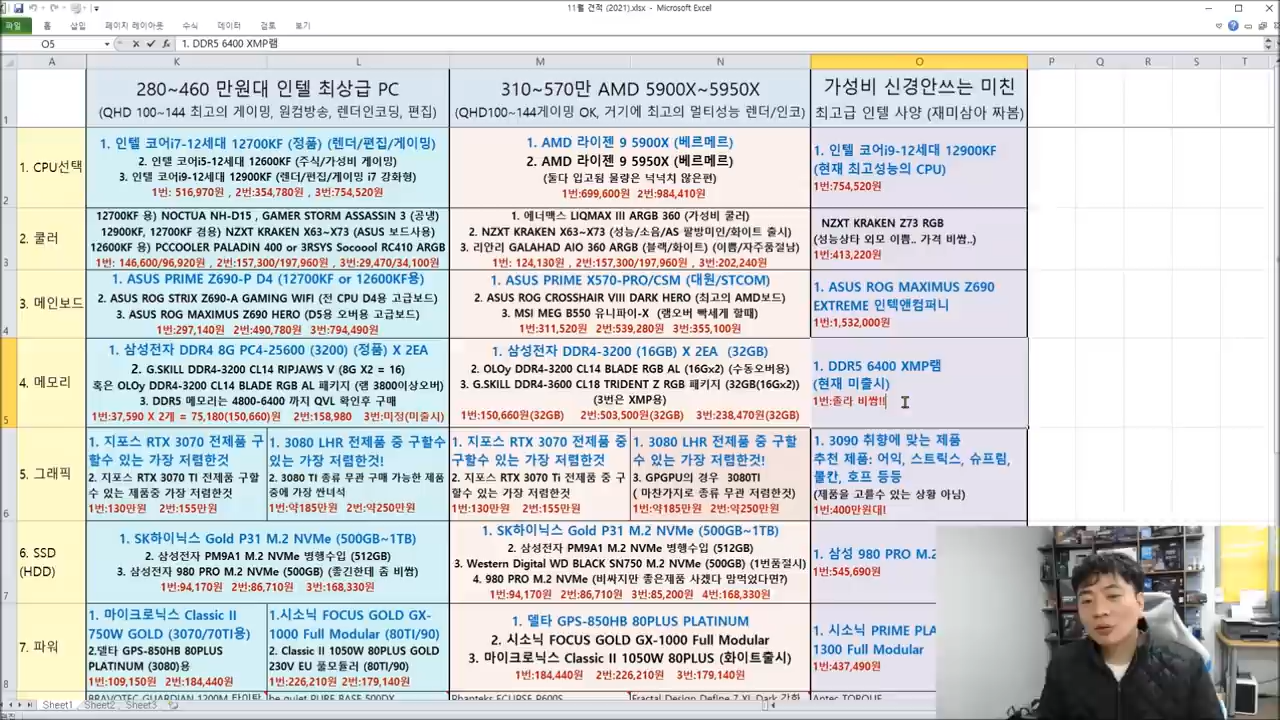 11월 견적 (2021).xlsx - Microsoft Excel
파일 홈 삽입 페이지 레이아웃 수식 데이터 검토 보기
O5 fx 1. DDR5 6400 XMP램
A K L M N O P Q R S T
1
280~460 만원대 인텔 최상급 PC
(QHD 100~144 최고의 게이밍, 원컴방송, 렌더인코딩, 편집)
310~570만 AMD 5900X~5950X
(QHD100~144게이밍 OK, 거기에 최고의 멀티성능 렌더/인코)
가성비 신경안쓰는 미친
최고급 인텔 사양 (재미삼아 짜봄)
2
1. CPU선택
1. 인텔 코어i7-12세대 12700KF (정품) (렌더/편집/게이밍)
2. 인텔 코어i5-12세대 12600KF (주식/가성비 게이밍)
3. 인텔 코어i9-12세대 12900KF (렌더/편집/게이밍 i7 강화형)
1번: 516,970원 , 2번:354,780원 , 3번:754,520원
1. AMD 라이젠 9 5900X (베르메르)
2. AMD 라이젠 9 5950X (베르메르)
(둘다 입고된 물량은 넉넉치 않은편)
1번:699,600원 2번:984,410원
1. 인텔 코어i9-12세대 12900KF
(현재 최고성능의 CPU)
1번:754,520원
3
2. 쿨러
12700KF 용) NOCTUA NH-D15 , GAMER STORM ASSASSIN 3 (공냉)
12900KF, 12700KF 겸용) NZXT KRAKEN X63~X73 (ASUS 보드사용)
12600KF 용) PCCOOLER PALADIN 400 or 3RSYS Socoool RC410 ARGB
1번: 146,600/96,920원 , 2번:157,300/197,960원 , 3번:29,470/34,100원
1. 에너맥스 LIQMAX III ARGB 360 (가성비 쿨러)
2. NZXT KRAKEN X63~X73 (성능/소음/AS 팔방미인/화이트 출시)
3. 리안리 GALAHAD AIO 360 ARGB (블랙/화이트) (이쁨/자주품절남)
1번: 124,130원 , 2번:157,300/197,960원 , 3번:202,240원
NZXT KRAKEN Z73 RGB
(성능상타 외모 이쁨.. 가격 비쌈..)
1번:413,220원
4
3. 메인보드
1. ASUS PRIME Z690-P D4 (12700KF or 12600KF용)
2. ASUS ROG STRIX Z690-A GAMING WIFI (전 CPU D4용 고급보드)
3. ASUS ROG MAXIMUS Z690 HERO (D5용 오버용 고급보드)
1번:297,140원 2번:490,780원 3번:794,490원
1. ASUS PRIME X570-PRO/CSM (대원/STCOM)
2. ASUS ROG CROSSHAIR VIII DARK HERO (최고의 AMD보드)
3. MSI MEG B550 유니파이-X (램오버 빡세게 할때)
1번:311,520원 2번:539,280원 3번:355,100원
1. ASUS ROG MAXIMUS Z690
EXTREME 인텍앤컴퍼니
1번:1,532,000원
5
4. 메모리
1. 삼성전자 DDR4 8G PC4-25600 (3200) (정품) X 2EA
2. G.SKILL DDR4-3200 CL14 RIPJAWS V (8G X2 = 16)
혹은 OLOy DDR4-3200 CL14 BLADE RGB AL 패키지 (램 3800이상오버)
3. DDR5 메모리는 4800-6400 까지 QVL 확인후 구매
1번:37,590 X 2개 = 75,180(150,660)원 2번:158,980 3번:미정(미출시)
1. 삼성전자 DDR4-3200 (16GB) X 2EA (32GB)
2. OLOy DDR4-3200 CL14 BLADE RGB AL (16Gx2) (수동오버용)
3. G.SKILL DDR4-3600 CL18 TRIDENT Z RGB 패키지 (32GB(16Gx2))
(3번은 XMP용)
1번:150,660원(32GB) 2번:503,500원(32GB) 3번:238,470원(32GB)
1. DDR5 6400 XMP램
(현재 미출시)
1번:졸라 비쌈!!
6
5. 그래픽
1. 지포스 RTX 3070 전제품 구
할수 있는 가장 저렴한것
2. 지포스 RTX 3070 TI 전제품 구할
수 있는 제품중 가장 저렴한것
1번:130만원 2번:155만원
1. 3080 LHR 전제품 중 구할수
있는 가장 저렴한것!
2. 3080 TI 종류 무관 구매 가능한 제품
중에 가장 싼녀석
1번:약185만원 2번:약250만원
1. 지포스 RTX 3070 전제품 중
구할수 있는 가장 저렴한것
2. 지포스 RTX 3070 Ti 전제품 중 구
할수 있는 가장 저렴한것
1번:130만원 2번:155만원
1. 3080 LHR 전제품 중 구할
수 있는 가장 저렴한것!
3. GPGPU의 경우 3080TI
( 마찬가지로 종류 무관 저렴한것)
1번:약185만원 2번:약250만원
1. 3090 취향에 맞는 제품
추천 제품: 어익, 스트릭스, 슈프림,
불칸, 호프 등등
(제품을 고를수 있는 상황 아님)
1번:400만원대!
7
6. SSD
(HDD)
1. SK하이닉스 Gold P31 M.2 NVMe (500GB~1TB)
2. 삼성전자 PM9A1 M.2 NVMe 병행수입 (512GB)
3. 삼성전자 980 PRO M.2 NVMe (500GB) (좋긴한데 좀 비쌈)
1번:94,170원 2번:86,710원 3번:168,330원
1. SK하이닉스 Gold P31 M.2 NVMe (500GB~1TB)
2. 삼성전자 PM9A1 M.2 NVMe 병행수입 (512GB)
3. Western Digital WD BLACK SN750 M.2 NVMe (1번품절시)
4. 980 PRO M.2 NVMe (비싸지만 좋은제품 사겠다 맘먹었다면?)
1번:94,170원 2번:86,710원 3번:85,200원 4번:168,330원
1. 삼성 980 PRO M.2
1번:545,690원
8
7. 파워
1. 마이크로닉스 Classic II
750W GOLD (3070/70TI용)
2.델타 GPS-850HB 80PLUS
PLATINUM (3080)용
1번:109,150원 2번:184,440원
1.시소닉 FOCUS GOLD GX-
1000 Full Modular (80TI/90)
2. Classic II 1050W 80PLUS GOLD
230V EU 풀모듈러 (80TI/90)
1번:226,210원 2번:179,140원
1. 델타 GPS-850HB 80PLUS PLATINUM
2. 시소닉 FOCUS GOLD GX-1000 Full Modular
3. 마이크로닉스 Classic II 1050W 80PLUS (화이트출시)
1번:184,440원 2번:226,210원 3번:179,140원
1. 시소닉 PRIME PLA
1300 Full Modular
1번:437,490원
Sheet1 Sheet2 Sheet3